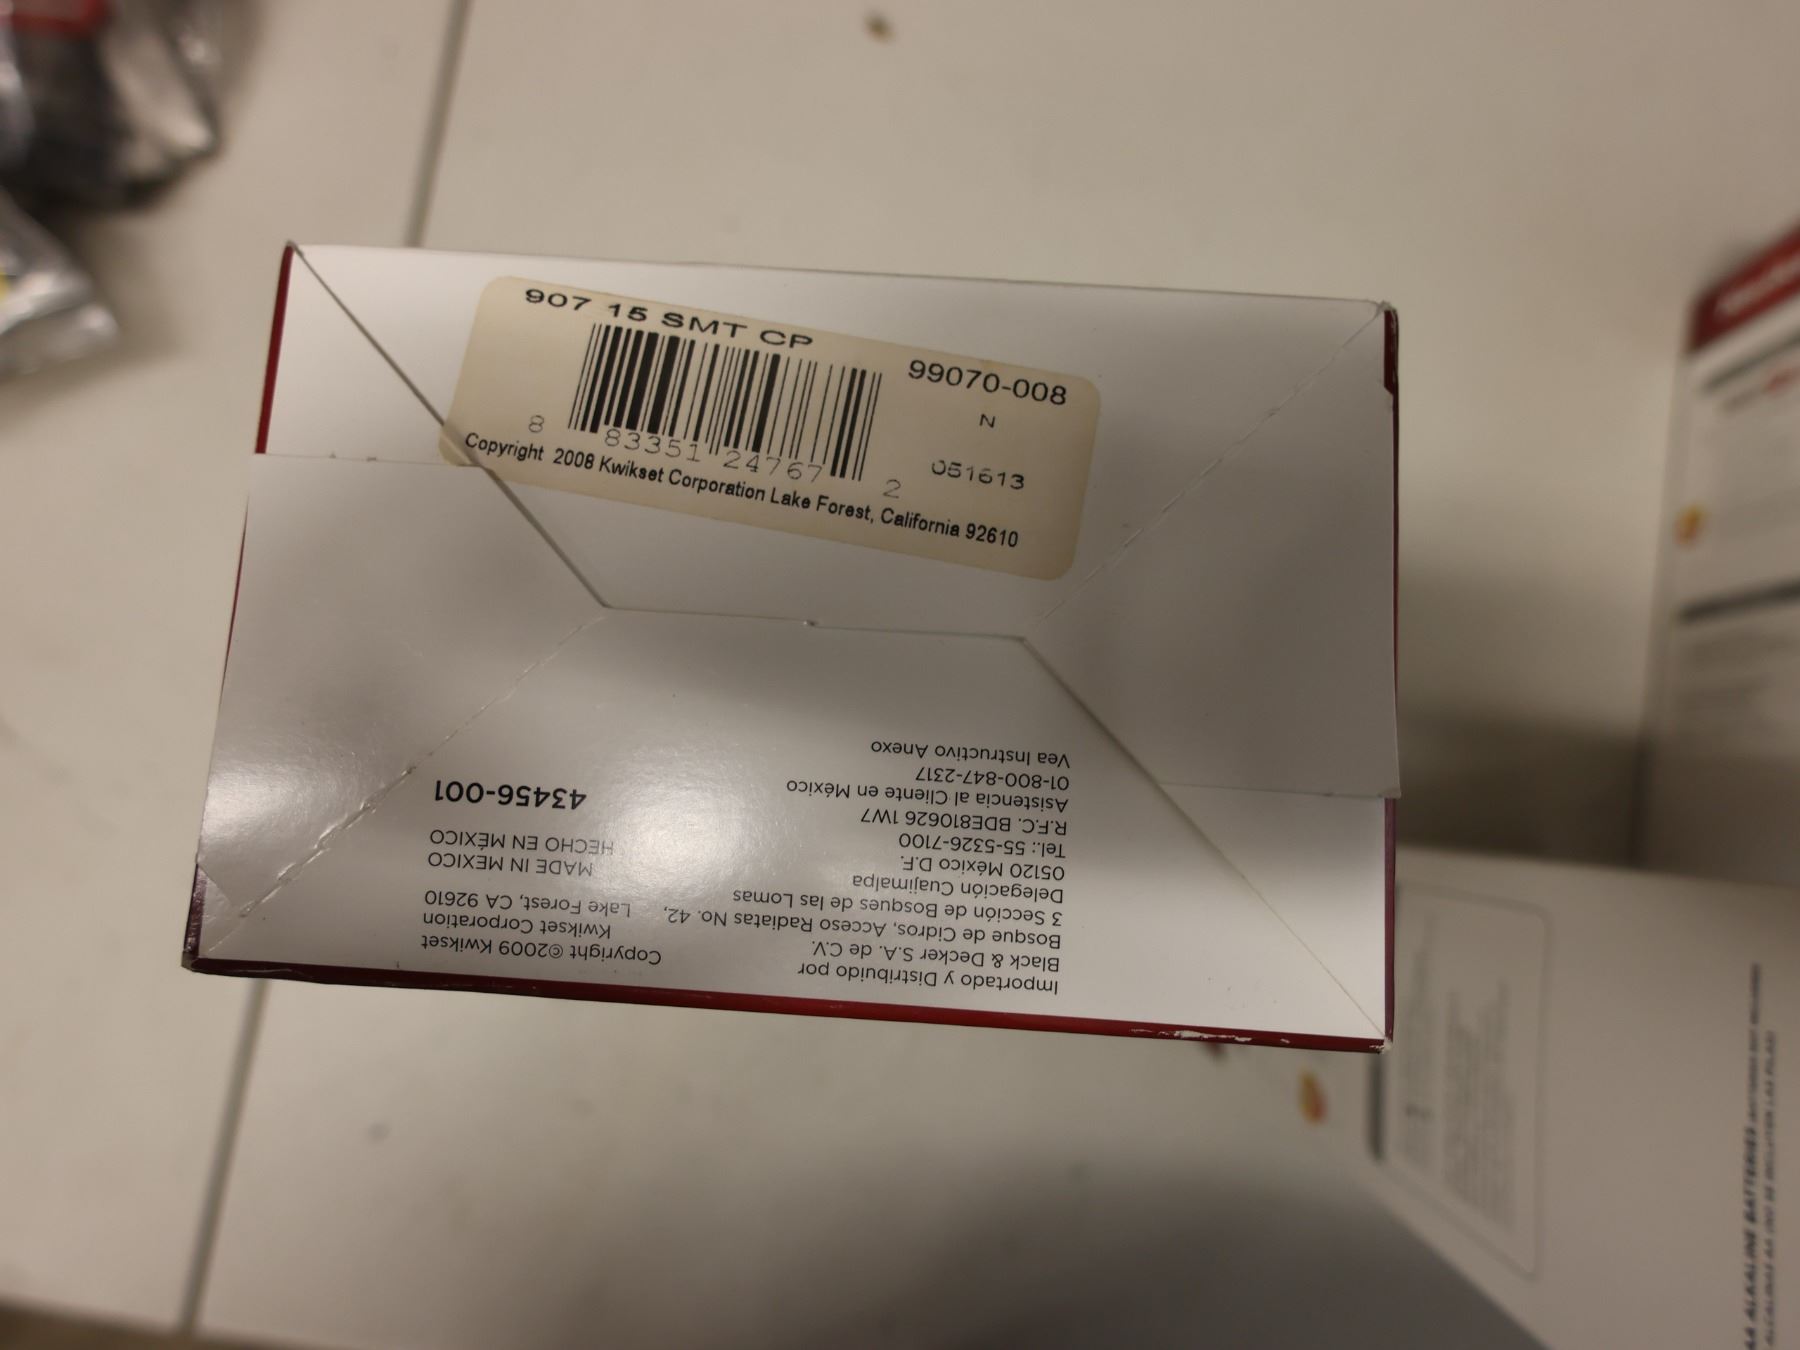 907 15 SMT CP
99070-008
N
051613
8 83351 24767 2
Copyright 2008 Kwikset Corporation Lake Forest, California 92610
Importado y Distribuido por
Black & Decker S.A. de C.V.
Bosque de Cidros, Acceso Radiatas No. 42,
3 Sección de Bosques de las Lomas
Delegación Cuajimalpa
05120 México D.F.
Tel.: 55-5326-7100
R.F.C. BDE810626 1W7
Asistencia al Cliente en México
01-800-847-2317
Vea Instructivo Anexo
Copyright ©2009 Kwikset
Kwikset Corporation
Lake Forest, CA 92610
MADE IN MEXICO
HECHO EN MÉXICO
43456-001
AA ALKALINE BATTERIES